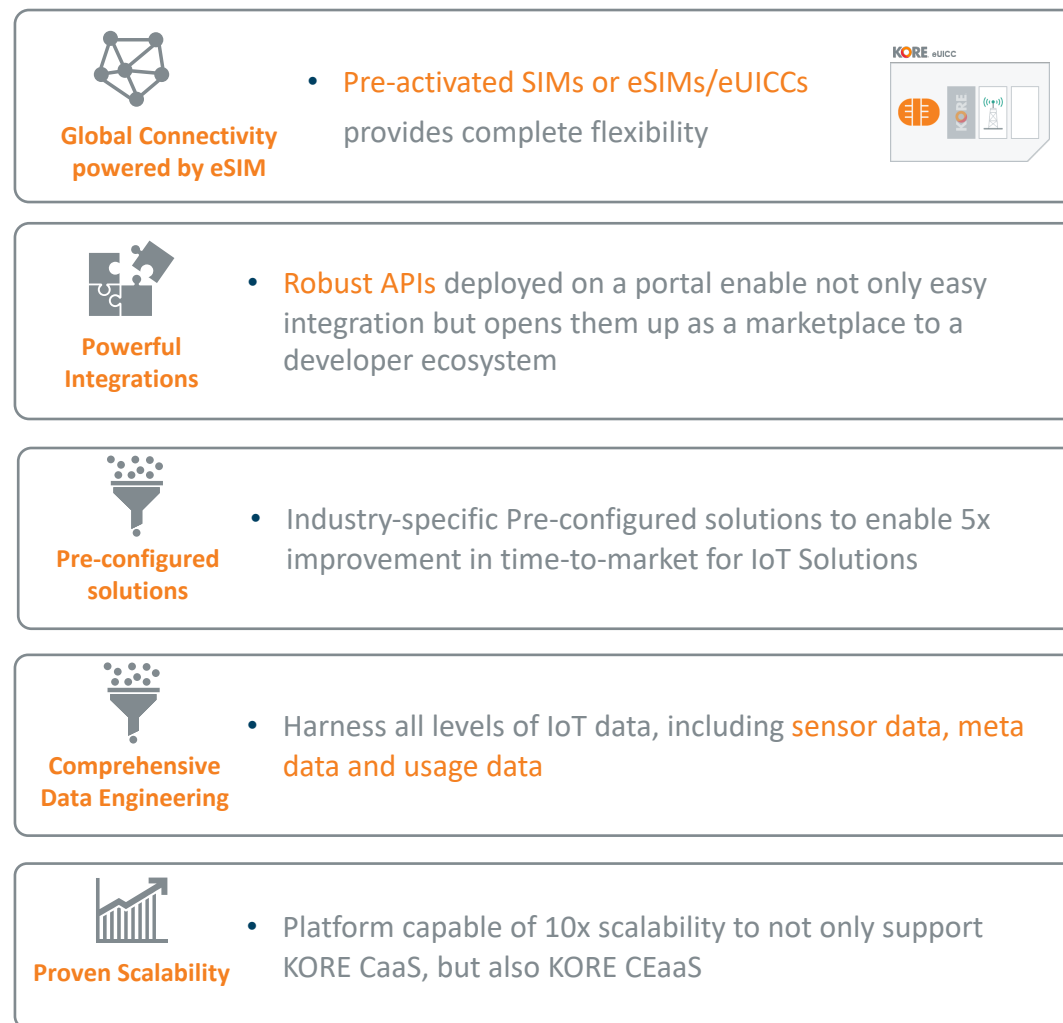 Global Connectivity
powered by eSIM
• Pre-activated SIMs or eSIMs/eUICCs
provides complete flexibility
KORE eUICC
KORE
Powerful
Integrations
• Robust APIs deployed on a portal enable not only easy
integration but opens them up as a marketplace to a
developer ecosystem
Pre-configured
solutions
• Industry-specific Pre-configured solutions to enable 5x
improvement in time-to-market for IoT Solutions
Comprehensive
Data Engineering
• Harness all levels of IoT data, including sensor data, meta
data and usage data
Proven Scalability
• Platform capable of 10x scalability to not only support
KORE CaaS, but also KORE CEaaS